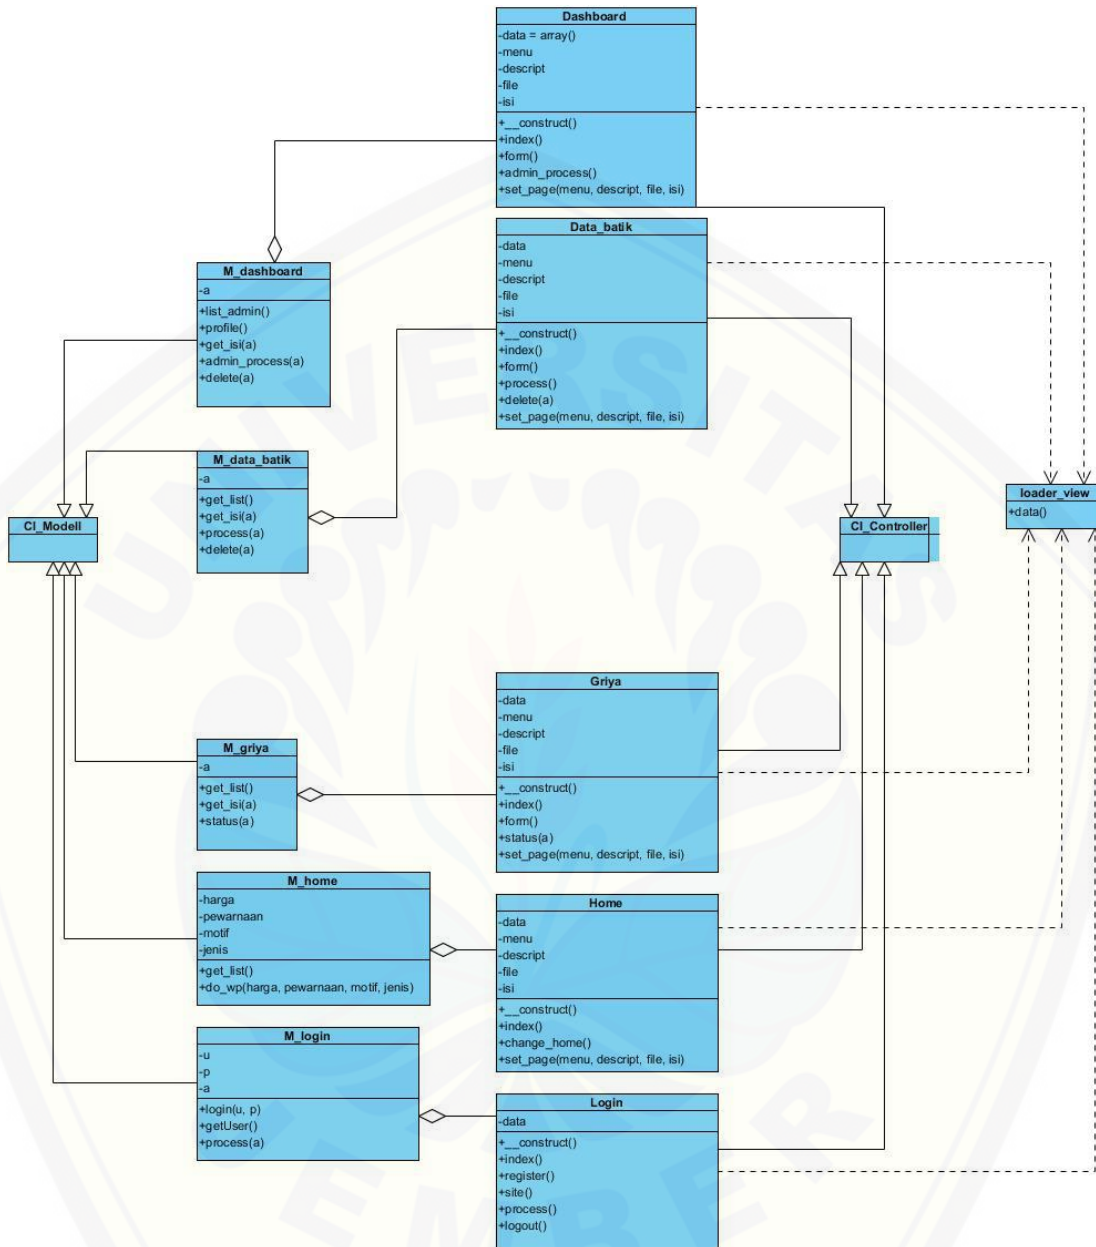 Dashboard
-data = array()
-menu
-descript
-file
-isi
+__construct()
+index()
+form()
+admin_process()
+set_page(menu, descript, file, isi)
Data_batik
-data
-menu
-descript
-file
-isi
+__construct()
+index()
+form()
+process()
+delete(a)
+set_page(menu, descript, file, isi)
M_dashboard
-a
+list_admin()
+profile()
+get_isi(a)
+admin_process(a)
+delete(a)
M_data_batik
-a
+get_list()
+get_isi(a)
+process(a)
+delete(a)
CI_Modell
CI_Controller
loader_view
+data()
Griya
-data
-menu
-descript
-file
-isi
+__construct()
+index()
+form()
+status(a)
+set_page(menu, descript, file, isi)
M_griya
-a
+get_list()
+get_isi(a)
+status(a)
M_home
-harga
-pewarnaan
-motif
-jenis
+get_list()
+do_wp(harga, pewarnaan, motif, jenis)
Home
-data
-menu
-descript
-file
-isi
+__construct()
+index()
+change_home()
+set_page(menu, descript, file, isi)
M_login
-u
-p
-a
+login(u, p)
+getUser()
+process(a)
Login
-data
+__construct()
+index()
+register()
+site()
+process()
+logout()
UNIVERSITAS
JEMBER